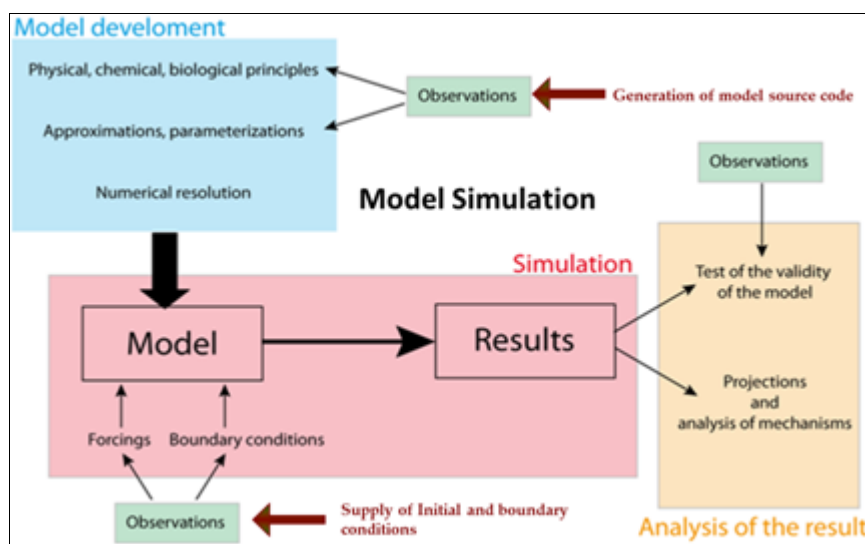 Model develoment
Physical, chemical, biological principles
Observations
Generation of model source code
Approximations, parameterizations
Observations
Numerical resolution
Model Simulation
Simulation
Test of the validity
of the model
Model
Results
Projections
and
analysis of mechanisms
Forcings
Boundary conditions
Observations
Supply of Initial and boundary
conditions
Analysis of the result